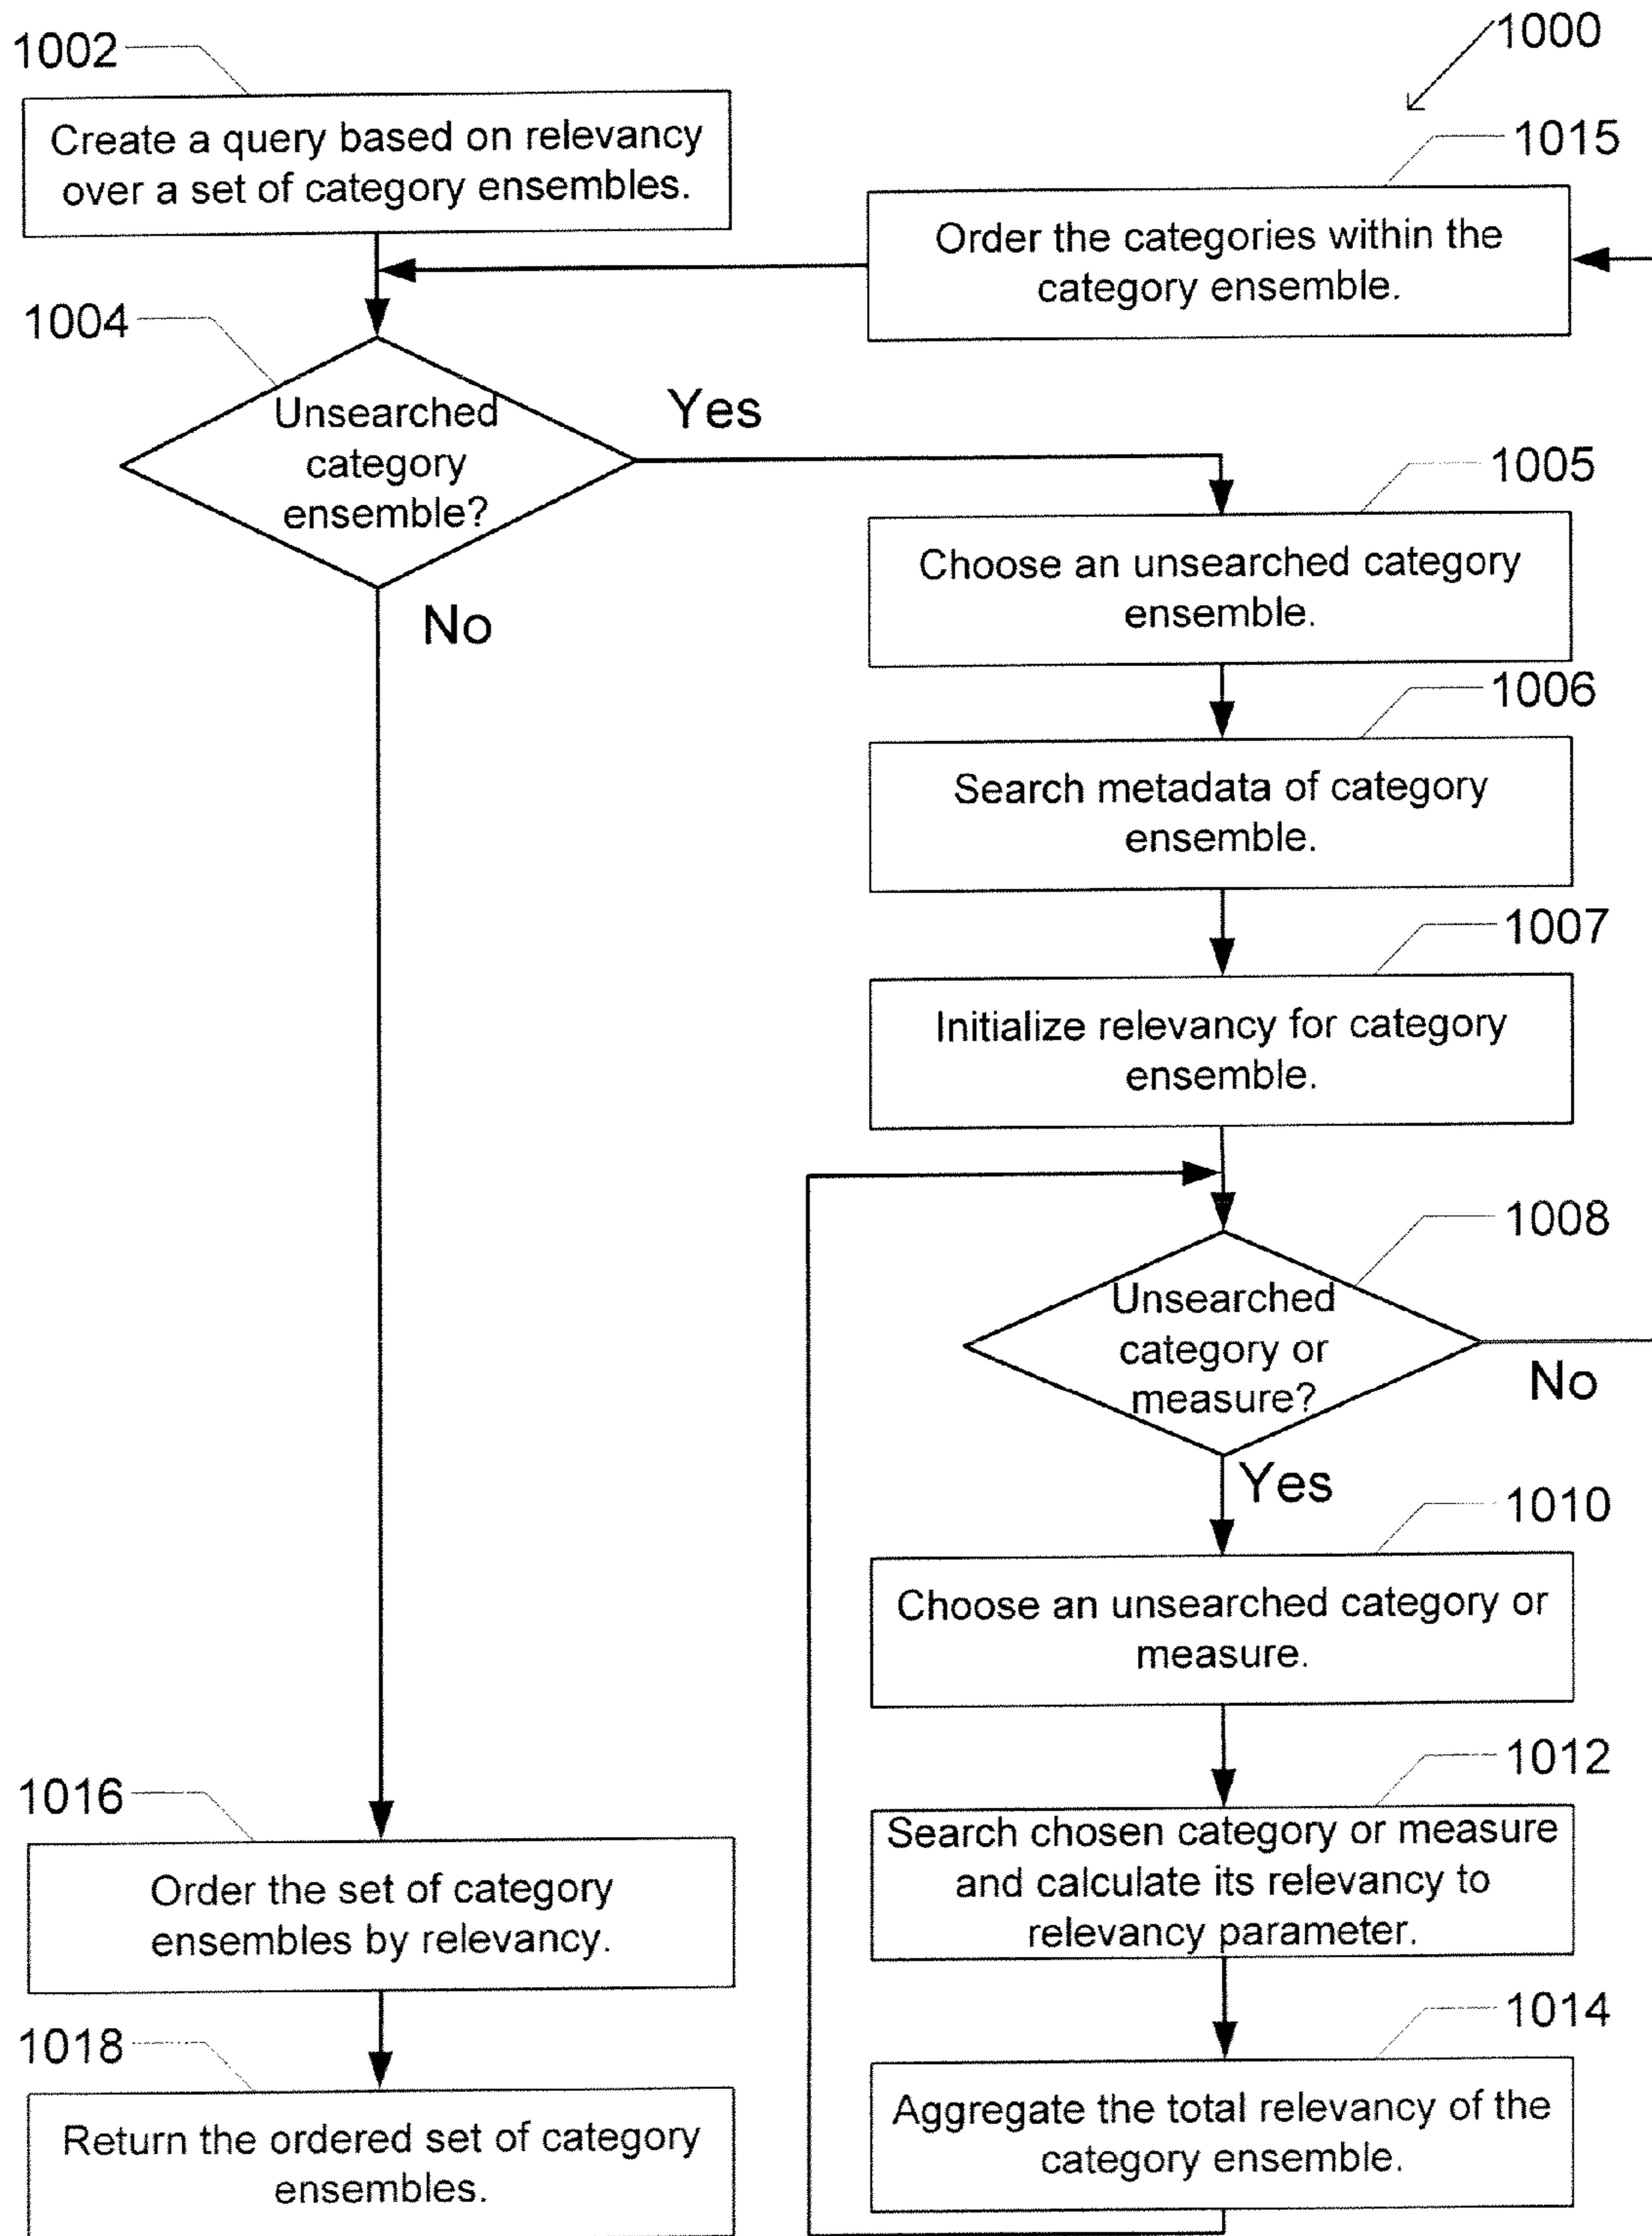 1000
1002
Create a query based on relevancy
over a set of category ensembles.
1015
Order the categories within the
category ensemble.
1004
Unsearched
category
ensemble?
Yes
No
1005
Choose an unsearched category
ensemble.
1006
Search metadata of category
ensemble.
1007
Initialize relevancy for category
ensemble.
1008
Unsearched
category or
measure?
No
Yes
1010
Choose an unsearched category or
measure.
1012
Search chosen category or measure
and calculate its relevancy to
relevancy parameter.
1014
Aggregate the total relevancy of the
category ensemble.
1016
Order the set of category
ensembles by relevancy.
1018
Return the ordered set of category
ensembles.